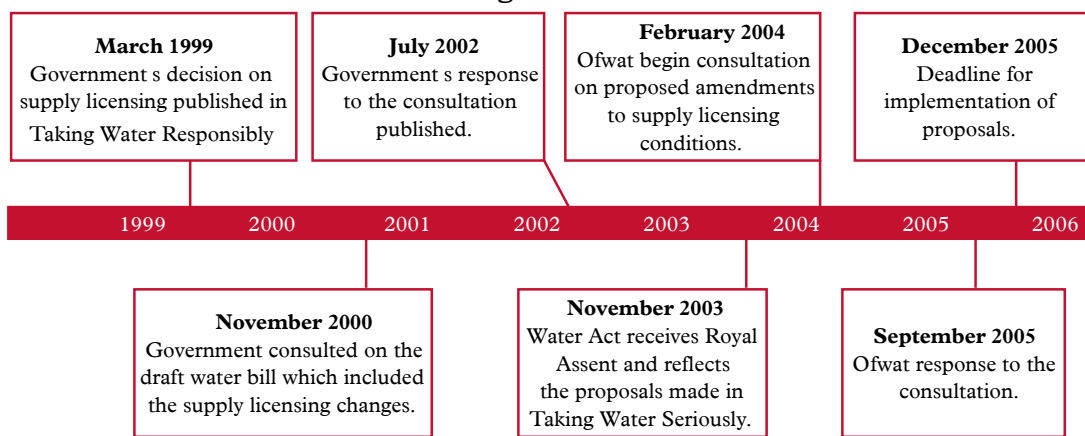 March 1999
Government s decision on
supply licensing published in
Taking Water Responsibly
July 2002
Government s response
to the consultation
published.
February 2004
Ofwat begin consultation
on proposed amendments
to supply licensing
conditions.
December 2005
Deadline for
implementation of
proposals.
1999 2000 2001 2002 2003 2004 2005 2006
November 2000
Government consulted on the
draft water bill which included
the supply licensing changes.
November 2003
Water Act receives Royal
Assent and reflects
the proposals made in
Taking Water Seriously.
September 2005
Ofwat response to the
consultation.